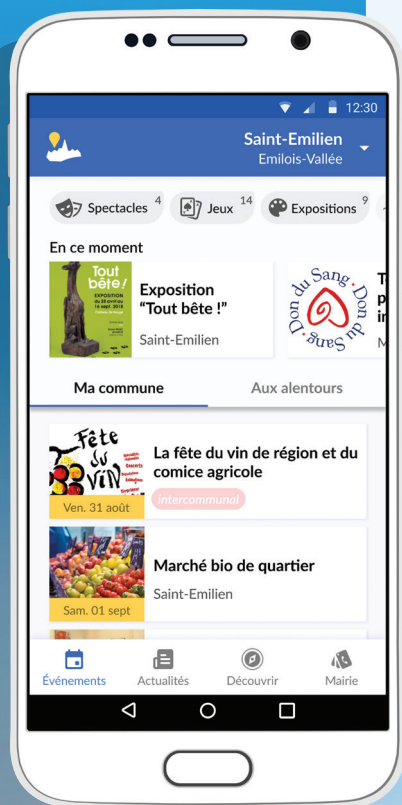 12:30
Saint-Emilien
Emilois-Vallée
Spectacles 4
Jeux 14
Expositions 9
En ce moment
Tout
bête !
EXPOSITION
Exposition
"Tout bête !"
Saint-Emilien
Don du Sang · Don du Sang
Ma commune
Aux alentours
Fête
du
Vin
Ven. 31 août
La fête du vin de région et du
comice agricole
intercommunal
Sam. 01 sept
Marché bio de quartier
Saint-Emilien
Événements
Actualités
Découvrir
Mairie